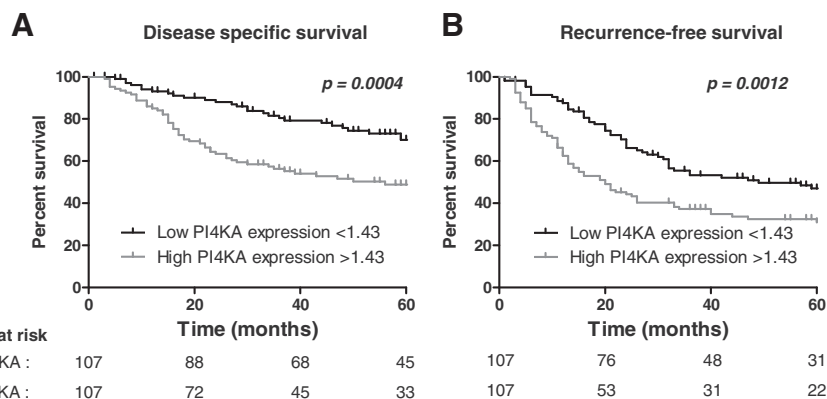 A
Disease specific survival
p = 0.0004
Percent survival
100
80
60
40
20
0
Low PI4KA expression <1.43
High PI4KA expression >1.43
0 20 40 60
Time (months)
at risk
KA : 107 88 68 45
KA : 107 72 45 33
B
Recurrence-free survival
p = 0.0012
Percent survival
100
80
60
40
20
0
Low PI4KA expression <1.43
High PI4KA expression >1.43
0 20 40 60
Time (months)
107 76 48 31
107 53 31 22